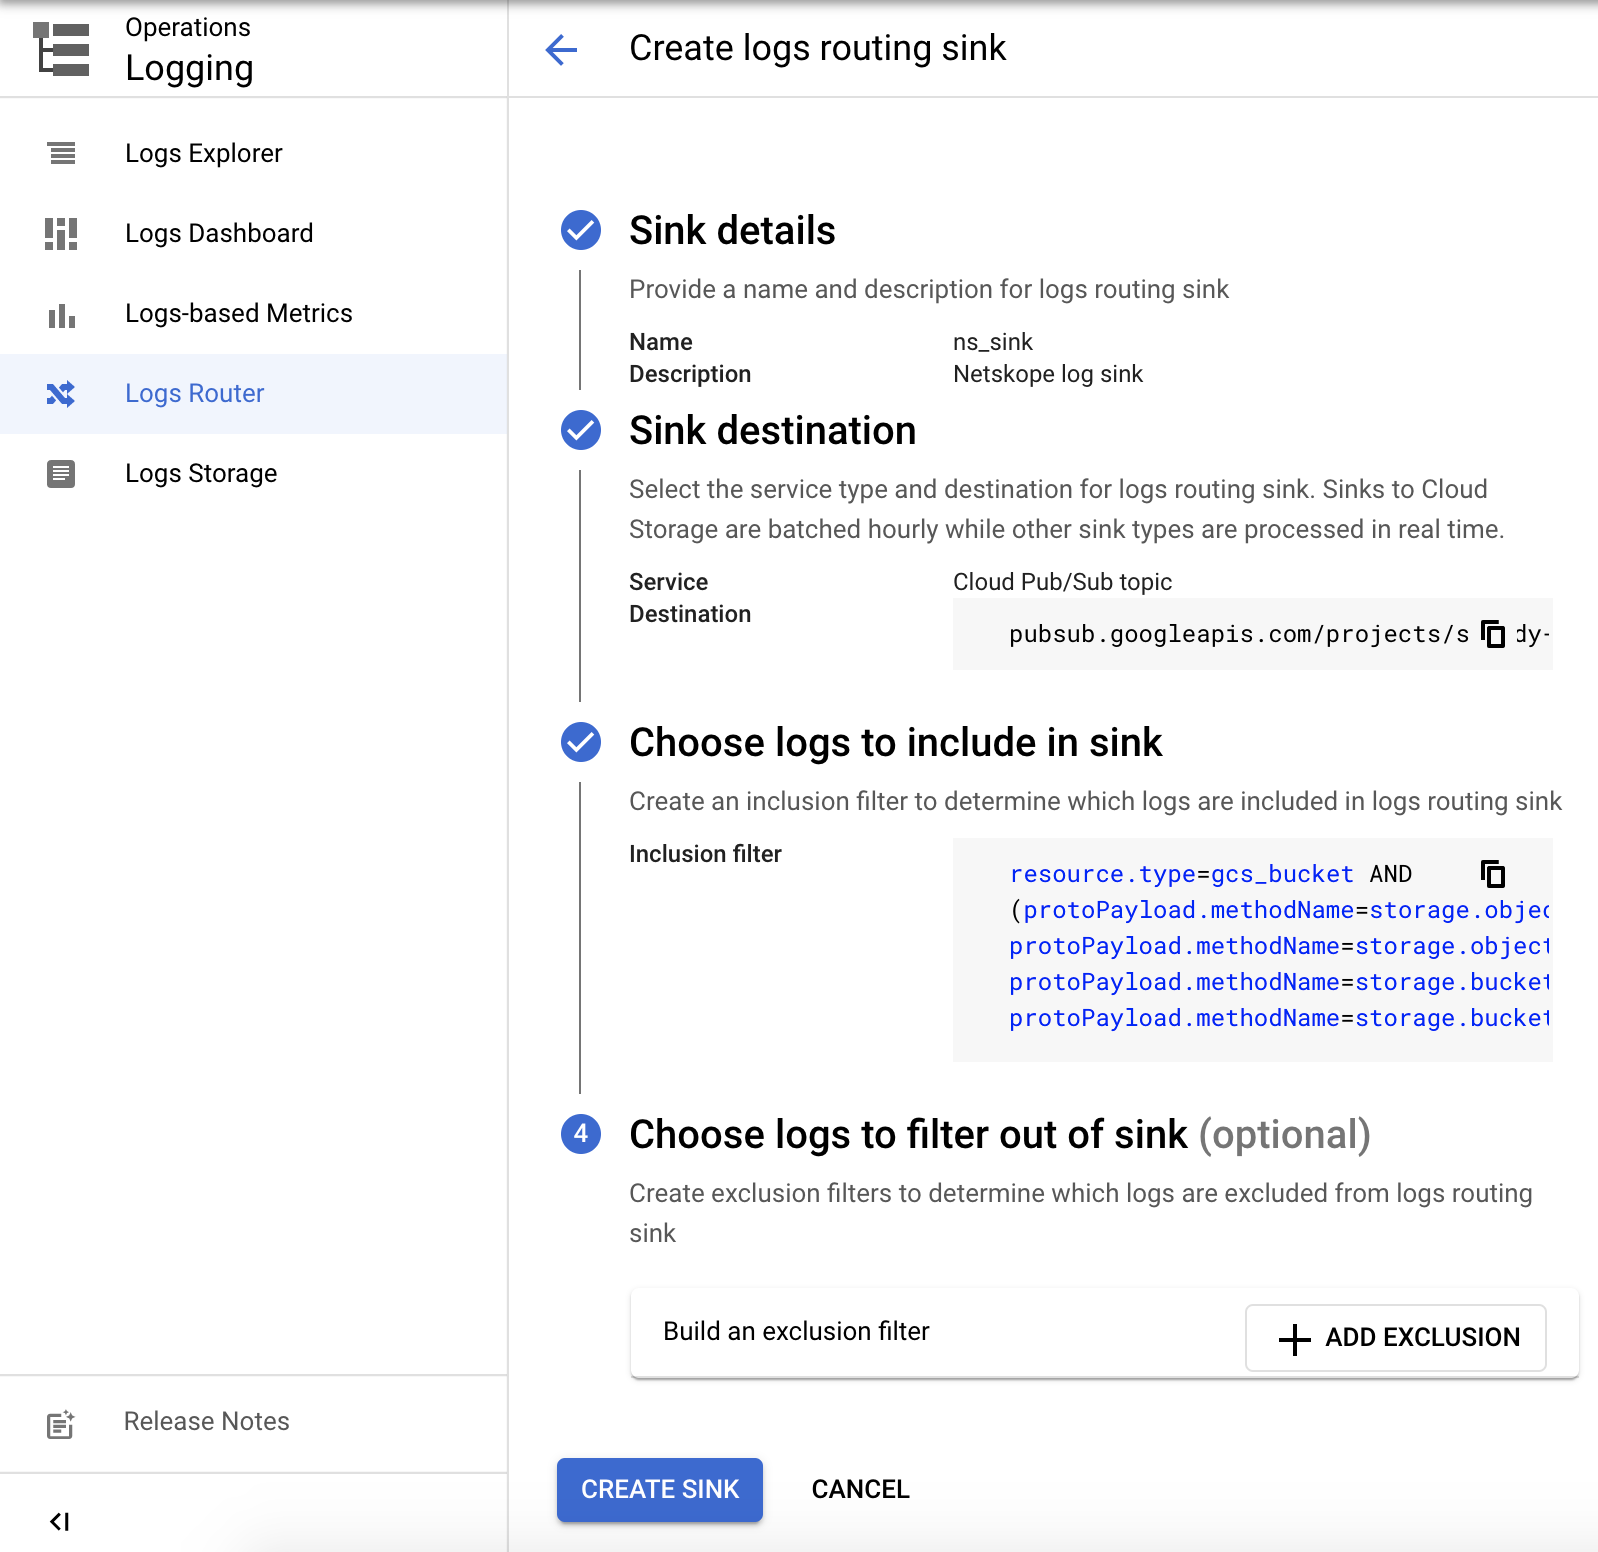 Operations
Logging
Logs Explorer
Logs Dashboard
Logs-based Metrics
Logs Router
Logs Storage
Release Notes
Create logs routing sink
Sink details
Provide a name and description for logs routing sink
Name ns_sink
Description Netskope log sink
Sink destination
Select the service type and destination for logs routing sink. Sinks to Cloud
Storage are batched hourly while other sink types are processed in real time.
Service Cloud Pub/Sub topic
Destination
pubsub.googleapis.com/projects/s dy-
Choose logs to include in sink
Create an inclusion filter to determine which logs are included in logs routing sink
Inclusion filter
resource.type=gcs_bucket AND
(protoPayload.methodName=storage.objec
protoPayload.methodName=storage.object
protoPayload.methodName=storage.bucket
protoPayload.methodName=storage.bucket
4 Choose logs to filter out of sink (optional)
Create exclusion filters to determine which logs are excluded from logs routing
sink
Build an exclusion filter
ADD EXCLUSION
CREATE SINK
CANCEL